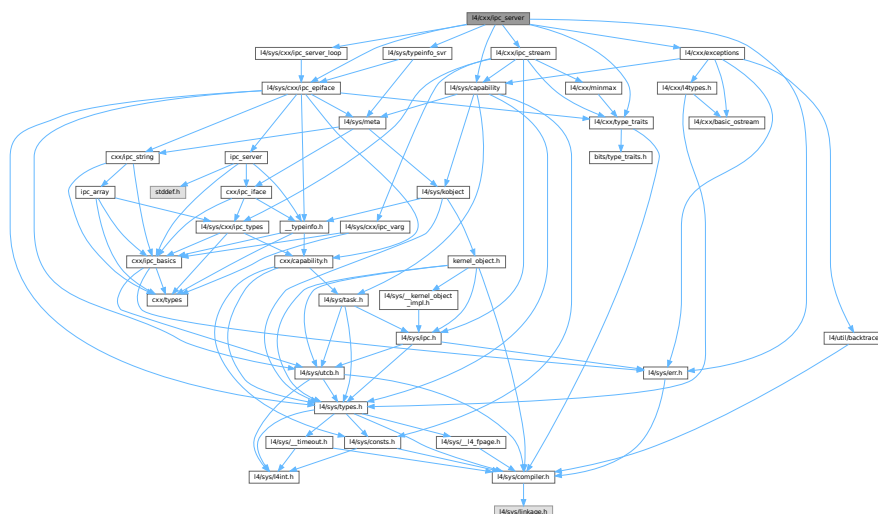 l4/cxx/ipc_server
l4/sys/cxx/ipc_server_loop
l4/sys/typeinfo_svr
l4/cxx/ipc_stream
l4/cxx/exceptions
l4/sys/cxx/ipc_epiface
l4/sys/capability
l4/cxx/minmax
l4/cxx/l4types.h
l4/sys/meta
l4/cxx/type_traits
l4/cxx/basic_ostream
cxx/ipc_string
ipc_server
bits/type_traits.h
ipc_array
stddef.h
cxx/ipc_iface
l4/sys/kobject
l4/sys/cxx/ipc_types
__typeinfo.h
l4/sys/cxx/ipc_varg
cxx/ipc_basics
cxx/capability.h
kernel_object.h
cxx/types
l4/sys/task.h
l4/sys/__kernel_object
_impl.h
l4/sys/ipc.h
l4/util/backtrace
l4/sys/utcb.h
l4/sys/err.h
l4/sys/types.h
l4/sys/__timeout.h
l4/sys/consts.h
l4/sys/__l4_fpage.h
l4/sys/l4int.h
l4/sys/compiler.h
l4/sys/linkage.h